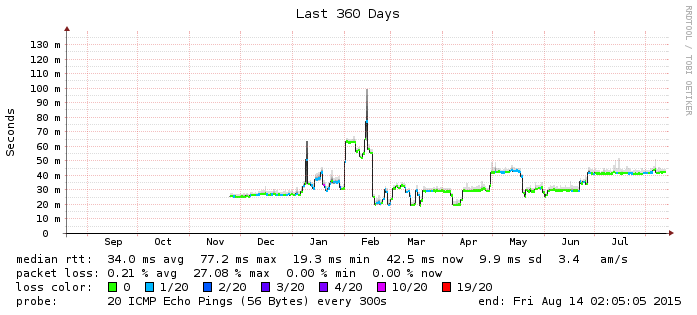 Last 360 Days
RRDTOOL / TOBI OETIKER
Seconds
130 m
120 m
110 m
100 m
90 m
80 m
70 m
60 m
50 m
40 m
30 m
20 m
10 m
0
Sep Oct Nov Dec Jan Feb Mar Apr May Jun Jul
median rtt: 34.0 ms avg 77.2 ms max 19.3 ms min 42.5 ms now 9.9 ms sd 3.4 am/s
packet loss: 0.21 % avg 27.08 % max 0.00 % min 0.00 % now
loss color: 0 1/20 2/20 3/20 4/20 10/20 19/20
probe: 20 ICMP Echo Pings (56 Bytes) every 300s end: Fri Aug 14 02:05:05 2015